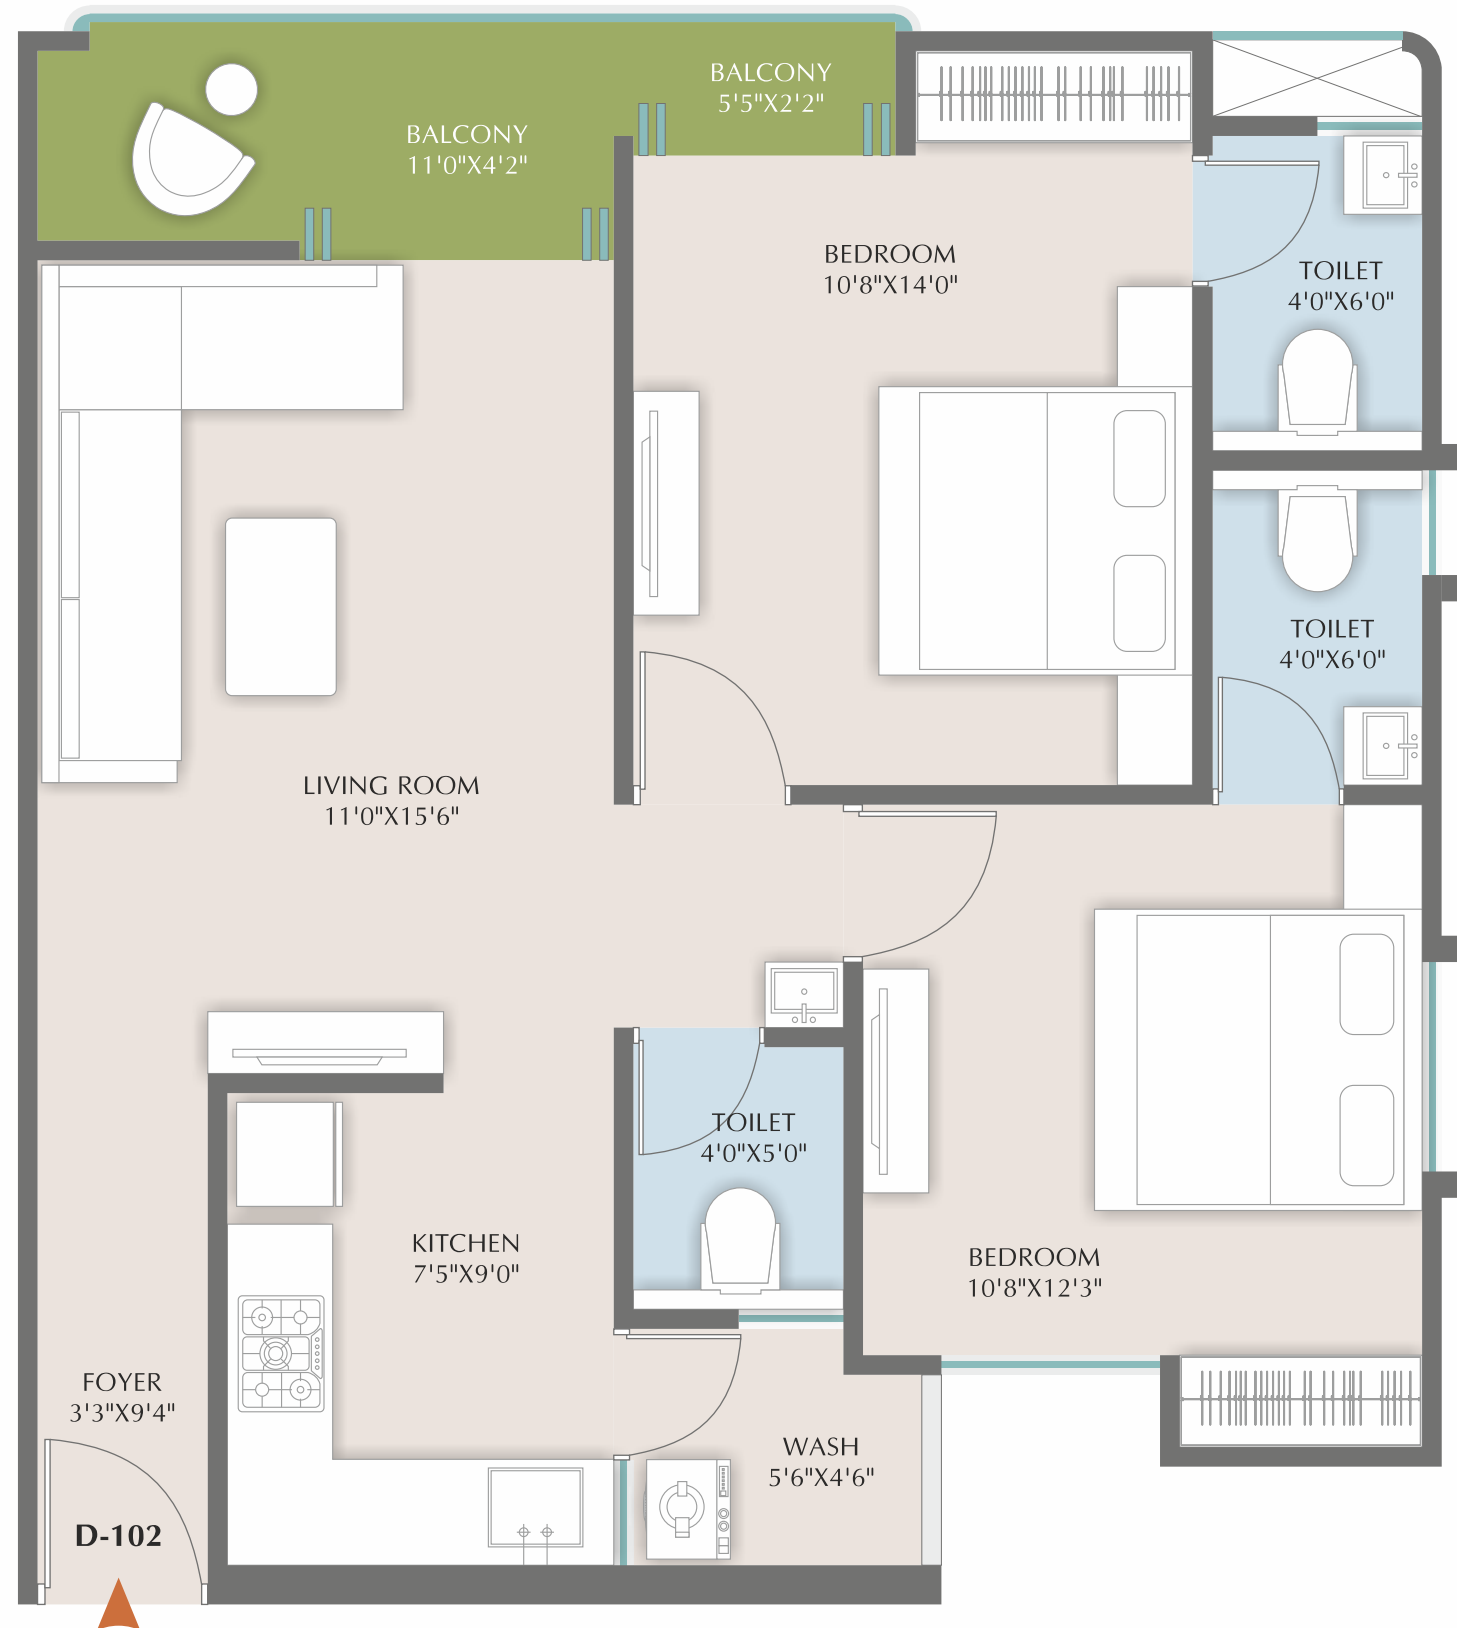 BALCONY
5'5"X2'2"
BALCONY
11'0"X4'2"
BEDROOM
10'8"X14'0"
TOILET
4'0"X6'0"
TOILET
4'0"X6'0"
LIVING ROOM
11'0"X15'6"
TOILET
4'0"X5'0"
KITCHEN
7'5"X9'0"
BEDROOM
10'8"X12'3"
FOYER
3'3"X9'4"
WASH
5'6"X4'6"
D-102